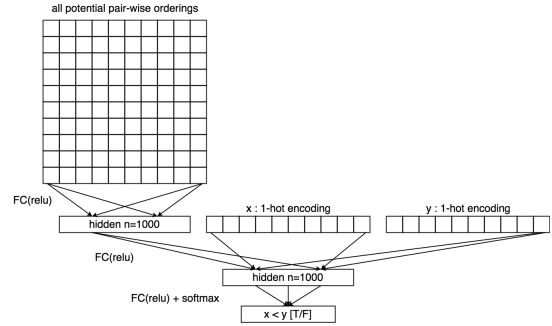 all potential pair-wise orderings
FC(relu)
x : 1-hot encoding
y : 1-hot encoding
hidden n=1000
FC(relu)
hidden n=1000
FC(relu) + softmax
x < y [T/F]